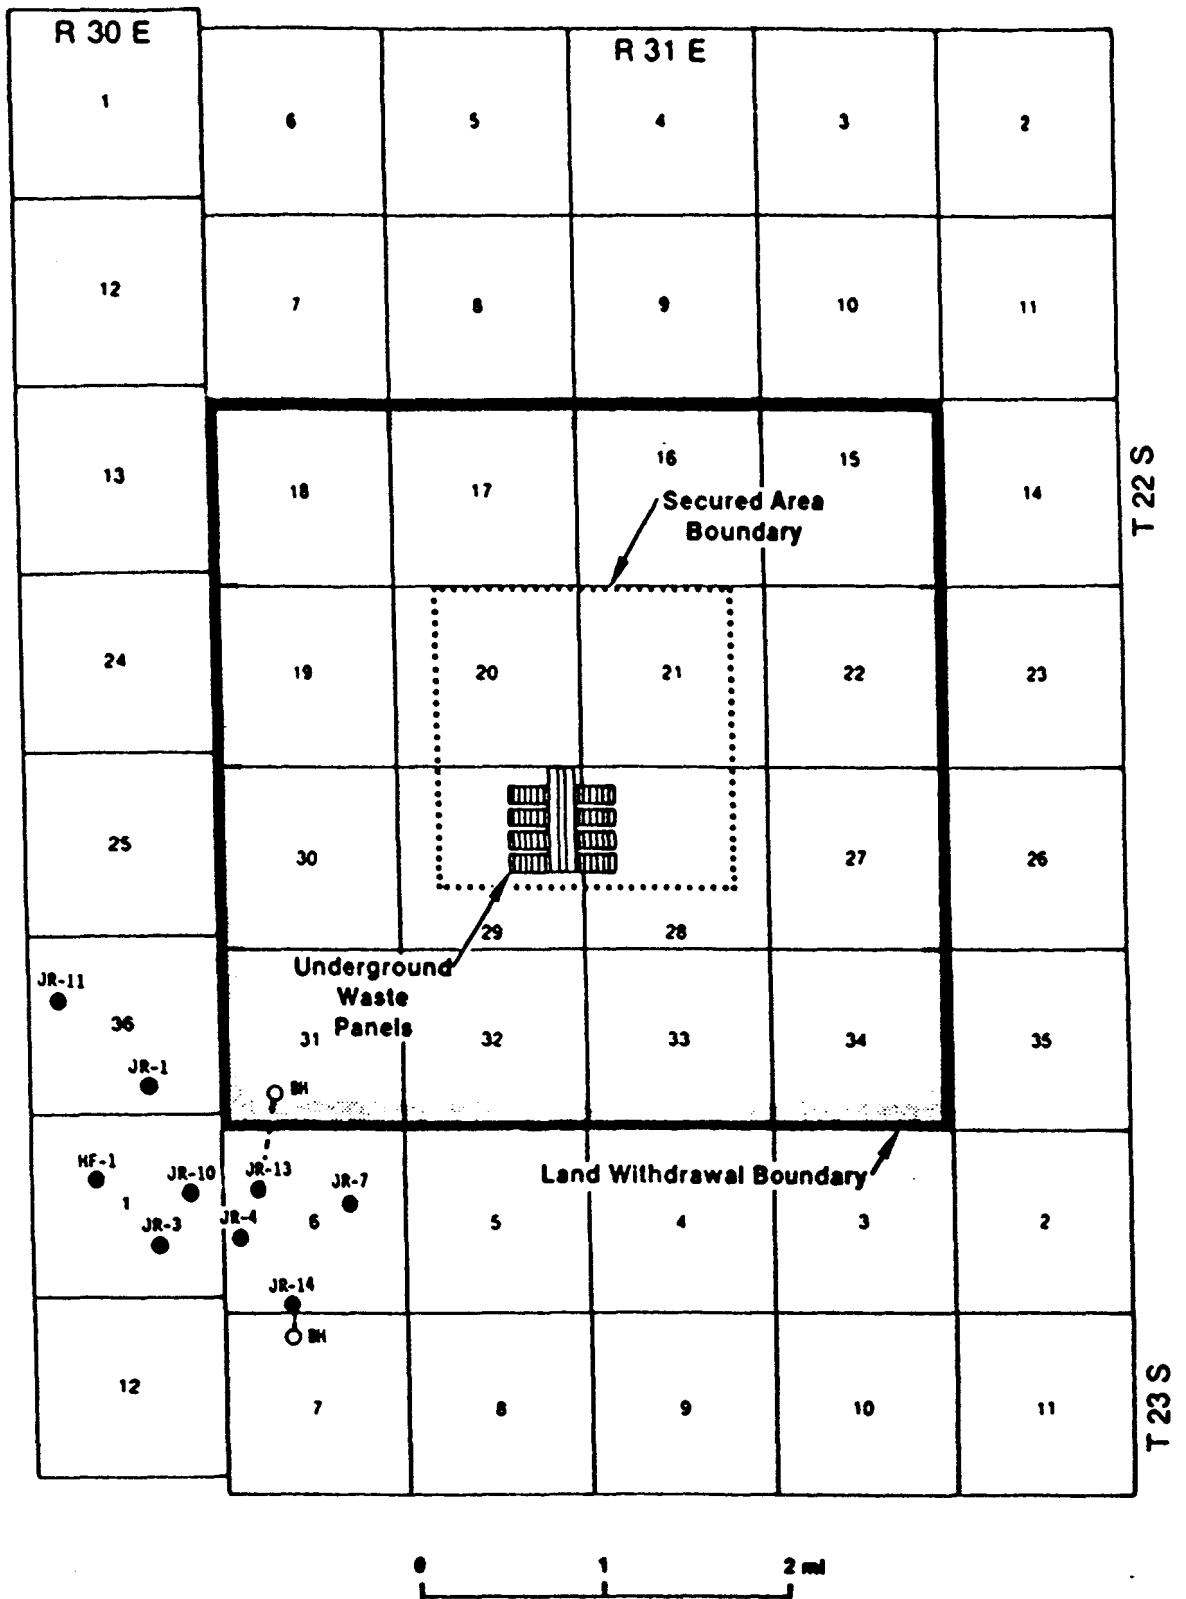 R 30 E
R 31 E
1
6
5
4
3
2
12
7
8
9
10
11
13
18
17
16
15
14
T 22 S
Secured Area
Boundary
24
19
20
21
22
23
25
30
27
26
29
28
Underground
Waste
Panels
JR-11
36
JR-1
31
32
33
34
35
BH
Land Withdrawal Boundary
HF-1
JR-10
JR-13
JR-7
1
JR-3
JR-4
6
5
4
3
2
JR-14
BH
12
7
8
9
10
11
T 23 S
0 1 2 mi